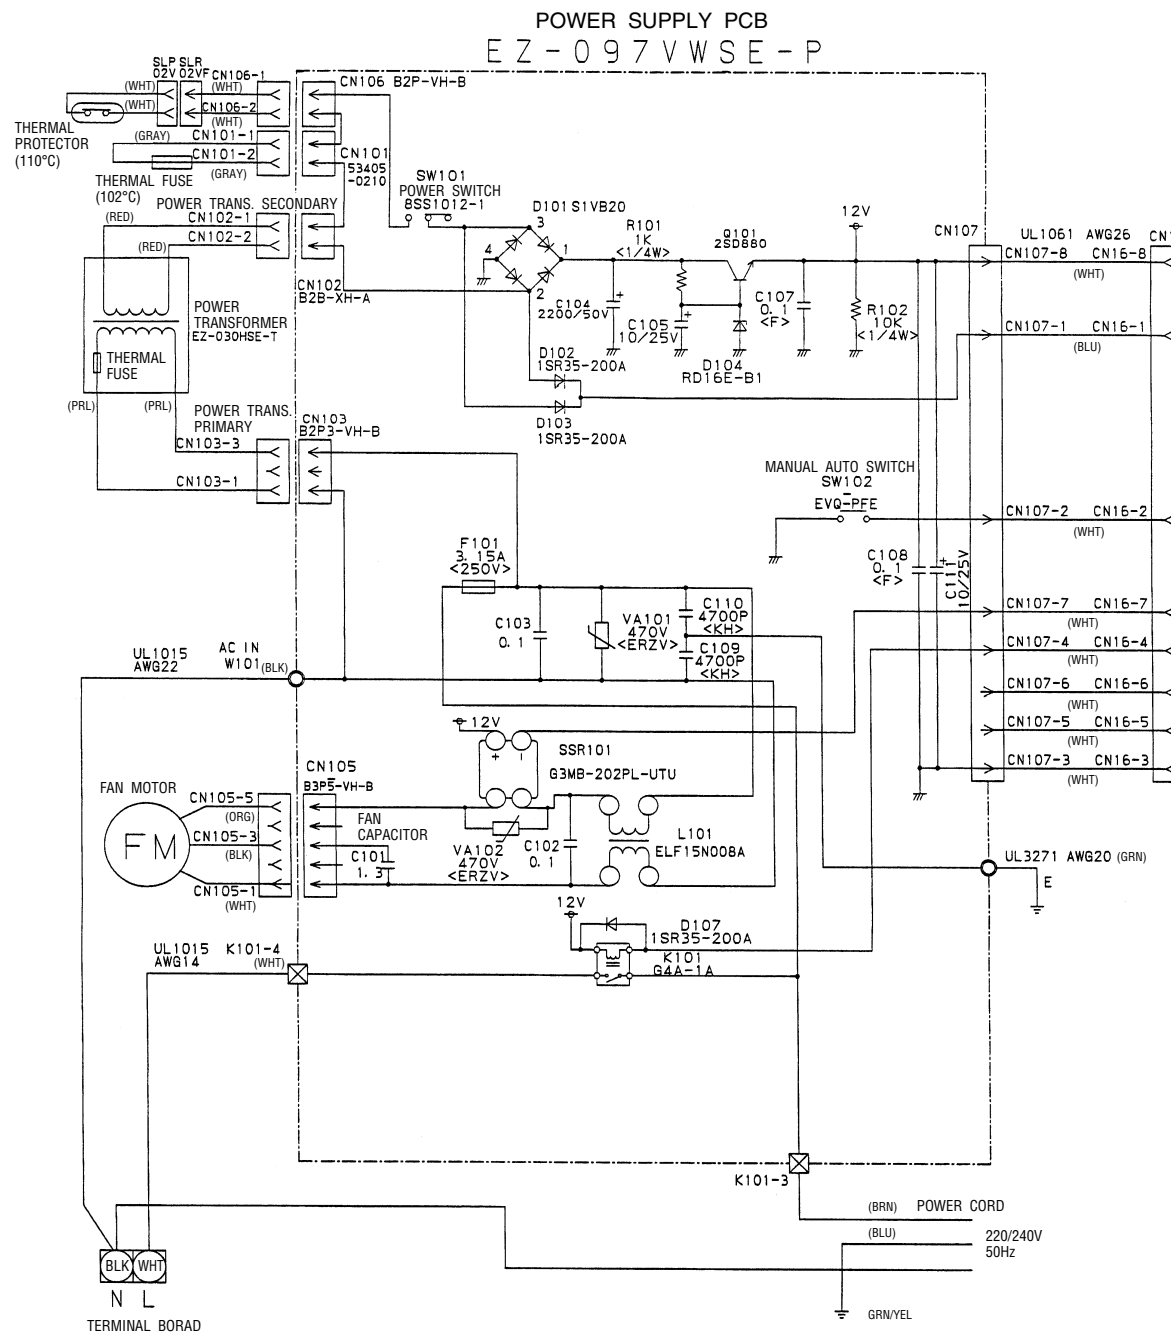 POWER SUPPLY PCB
EZ-097VWSE-P
SLP SLR
02V 02VF
CN106-1
(WHT)
(WHT)
(WHT)
CN106-2
(WHT)
CN106 B2P-VH-B
THERMAL
PROTECTOR
(110°C)
(GRAY)
CN101-1
CN101-2
(GRAY)
THERMAL FUSE
(102°C)
CN101
53405
-0210
SW101
POWER SWITCH
8SS1012-1
POWER TRANS. SECONDARY
(RED)
CN102-1
CN102-2
(RED)
CN102
B2B-XH-A
D101 S1VB20
3
4
1
2
R101
1K
<1/4W>
Q101
2SD880
12V
CN107
UL1061 AWG26
CN1
CN107-8 CN16-8
(WHT)
C104
2200/50V
+
C105
10/25V
+
C107
0.1
<F>
R102
10K
<1/4W>
D104
RD16E-B1
CN107-1 CN16-1
(BLU)
POWER
TRANSFORMER
EZ-030HSE-T
THERMAL
FUSE
D102
1SR35-200A
D103
1SR35-200A
(PRL)
(PRL)
POWER TRANS.
PRIMARY
CN103-3
CN103-1
CN103
B2P3-VH-B
MANUAL AUTO SWITCH
SW102
EVQ-PFE
CN107-2 CN16-2
(WHT)
F101
3.15A
<250V>
C108
0.1
<F>
C111
10/25V
+
C103
0.1
VA101
470V
<ERZV>
C110
4700P
<KH>
C109
4700P
<KH>
CN107-7 CN16-7
(WHT)
CN107-4 CN16-4
(WHT)
CN107-6 CN16-6
(WHT)
CN107-5 CN16-5
(WHT)
CN107-3 CN16-3
(WHT)
UL1015
AWG22
AC IN
W101 (BLK)
12V
+
-
SSR101
G3MB-202PL-UTU
CN105
B3P5-VH-B
FAN MOTOR
FM
CN105-5
(ORG)
CN105-3
(BLK)
CN105-1
(WHT)
FAN
CAPACITOR
C101
1.3
VA102
470V
<ERZV>
C102
0.1
L101
ELF15N008A
UL3271 AWG20 (GRN)
E
12V
D107
1SR35-200A
K101
G4A-1A
UL1015 K101-4
AWG14 (WHT)
K101-3
(BRN) POWER CORD
(BLU)
220/240V
50Hz
BLK WHT
N L
TERMINAL BORAD
GRN/YEL